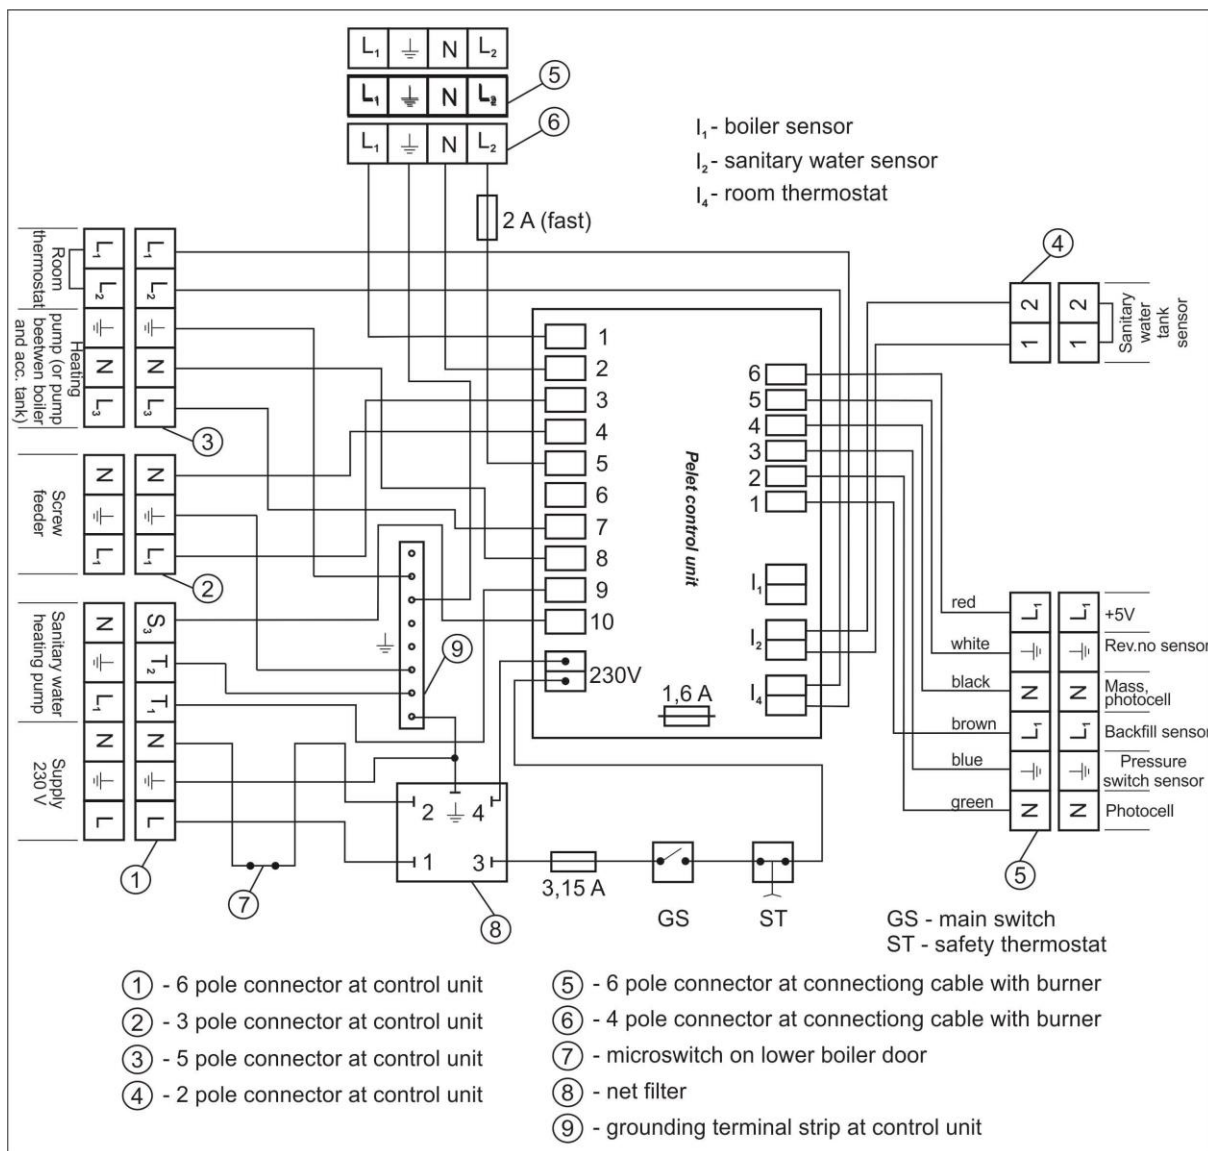 L₁ ⏚ N L₂
L₁ ⏚ N L₂
5
L₁ ⏚ N L₂
6
2 A (fast)
I₁ - boiler sensor
I₂ - sanitary water sensor
I₄ - room thermostat
Room
thermostat
L₁ L₁
L₂ L₂
Heating
pump (or pump
beetwen boiler
and acc. tank)
⏚ ⏚
N N
L₃ L₃
3
Screw
feeder
N N
⏚ ⏚
L₁ L₁
2
Sanitary water
heating pump
N S₃
⏚ T₂
L₁ T₁
Supply
230 V
N N
⏚ ⏚
L L
1
7
⏚
9
1
2
3
4
5
6
7
8
9
10
230V
Pelet control unit
6
5
4
3
2
1
I₁
I₂
I₄
1,6 A
4
2 2
1 1
Sanitary
water
tank
sensor
red L₁ L₁ +5V
white ⏚ ⏚ Rev.no sensor
black N N Mass,
photocell
brown L₁ L₁ Backfill sensor
blue ⏚ ⏚ Pressure
switch sensor
green N N Photocell
5
2 ⏚ 4
1 3
8
3,15 A
GS
ST
GS - main switch
ST - safety thermostat
1 - 6 pole connector at control unit
2 - 3 pole connector at control unit
3 - 5 pole connector at control unit
4 - 2 pole connector at control unit
5 - 6 pole connector at connectiong cable with burner
6 - 4 pole connector at connectiong cable with burner
7 - microswitch on lower boiler door
8 - net filter
9 - grounding terminal strip at control unit